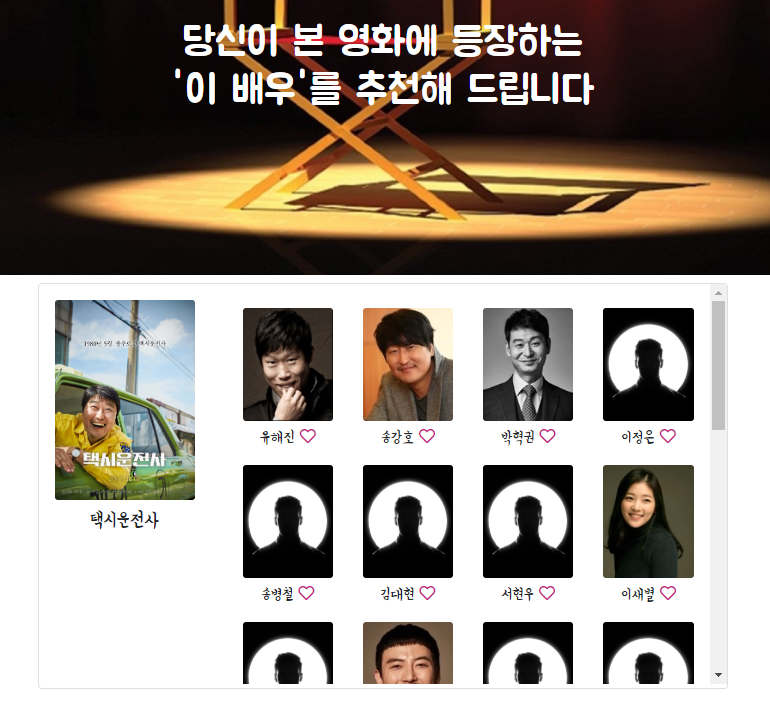 당신이 본 영화에 등장하는
'이 배우'를 추천해 드립니다
택시운전사
택시운전사
유해진
송강호
박혁권
이정은
송병철
김대현
서현우
이새별